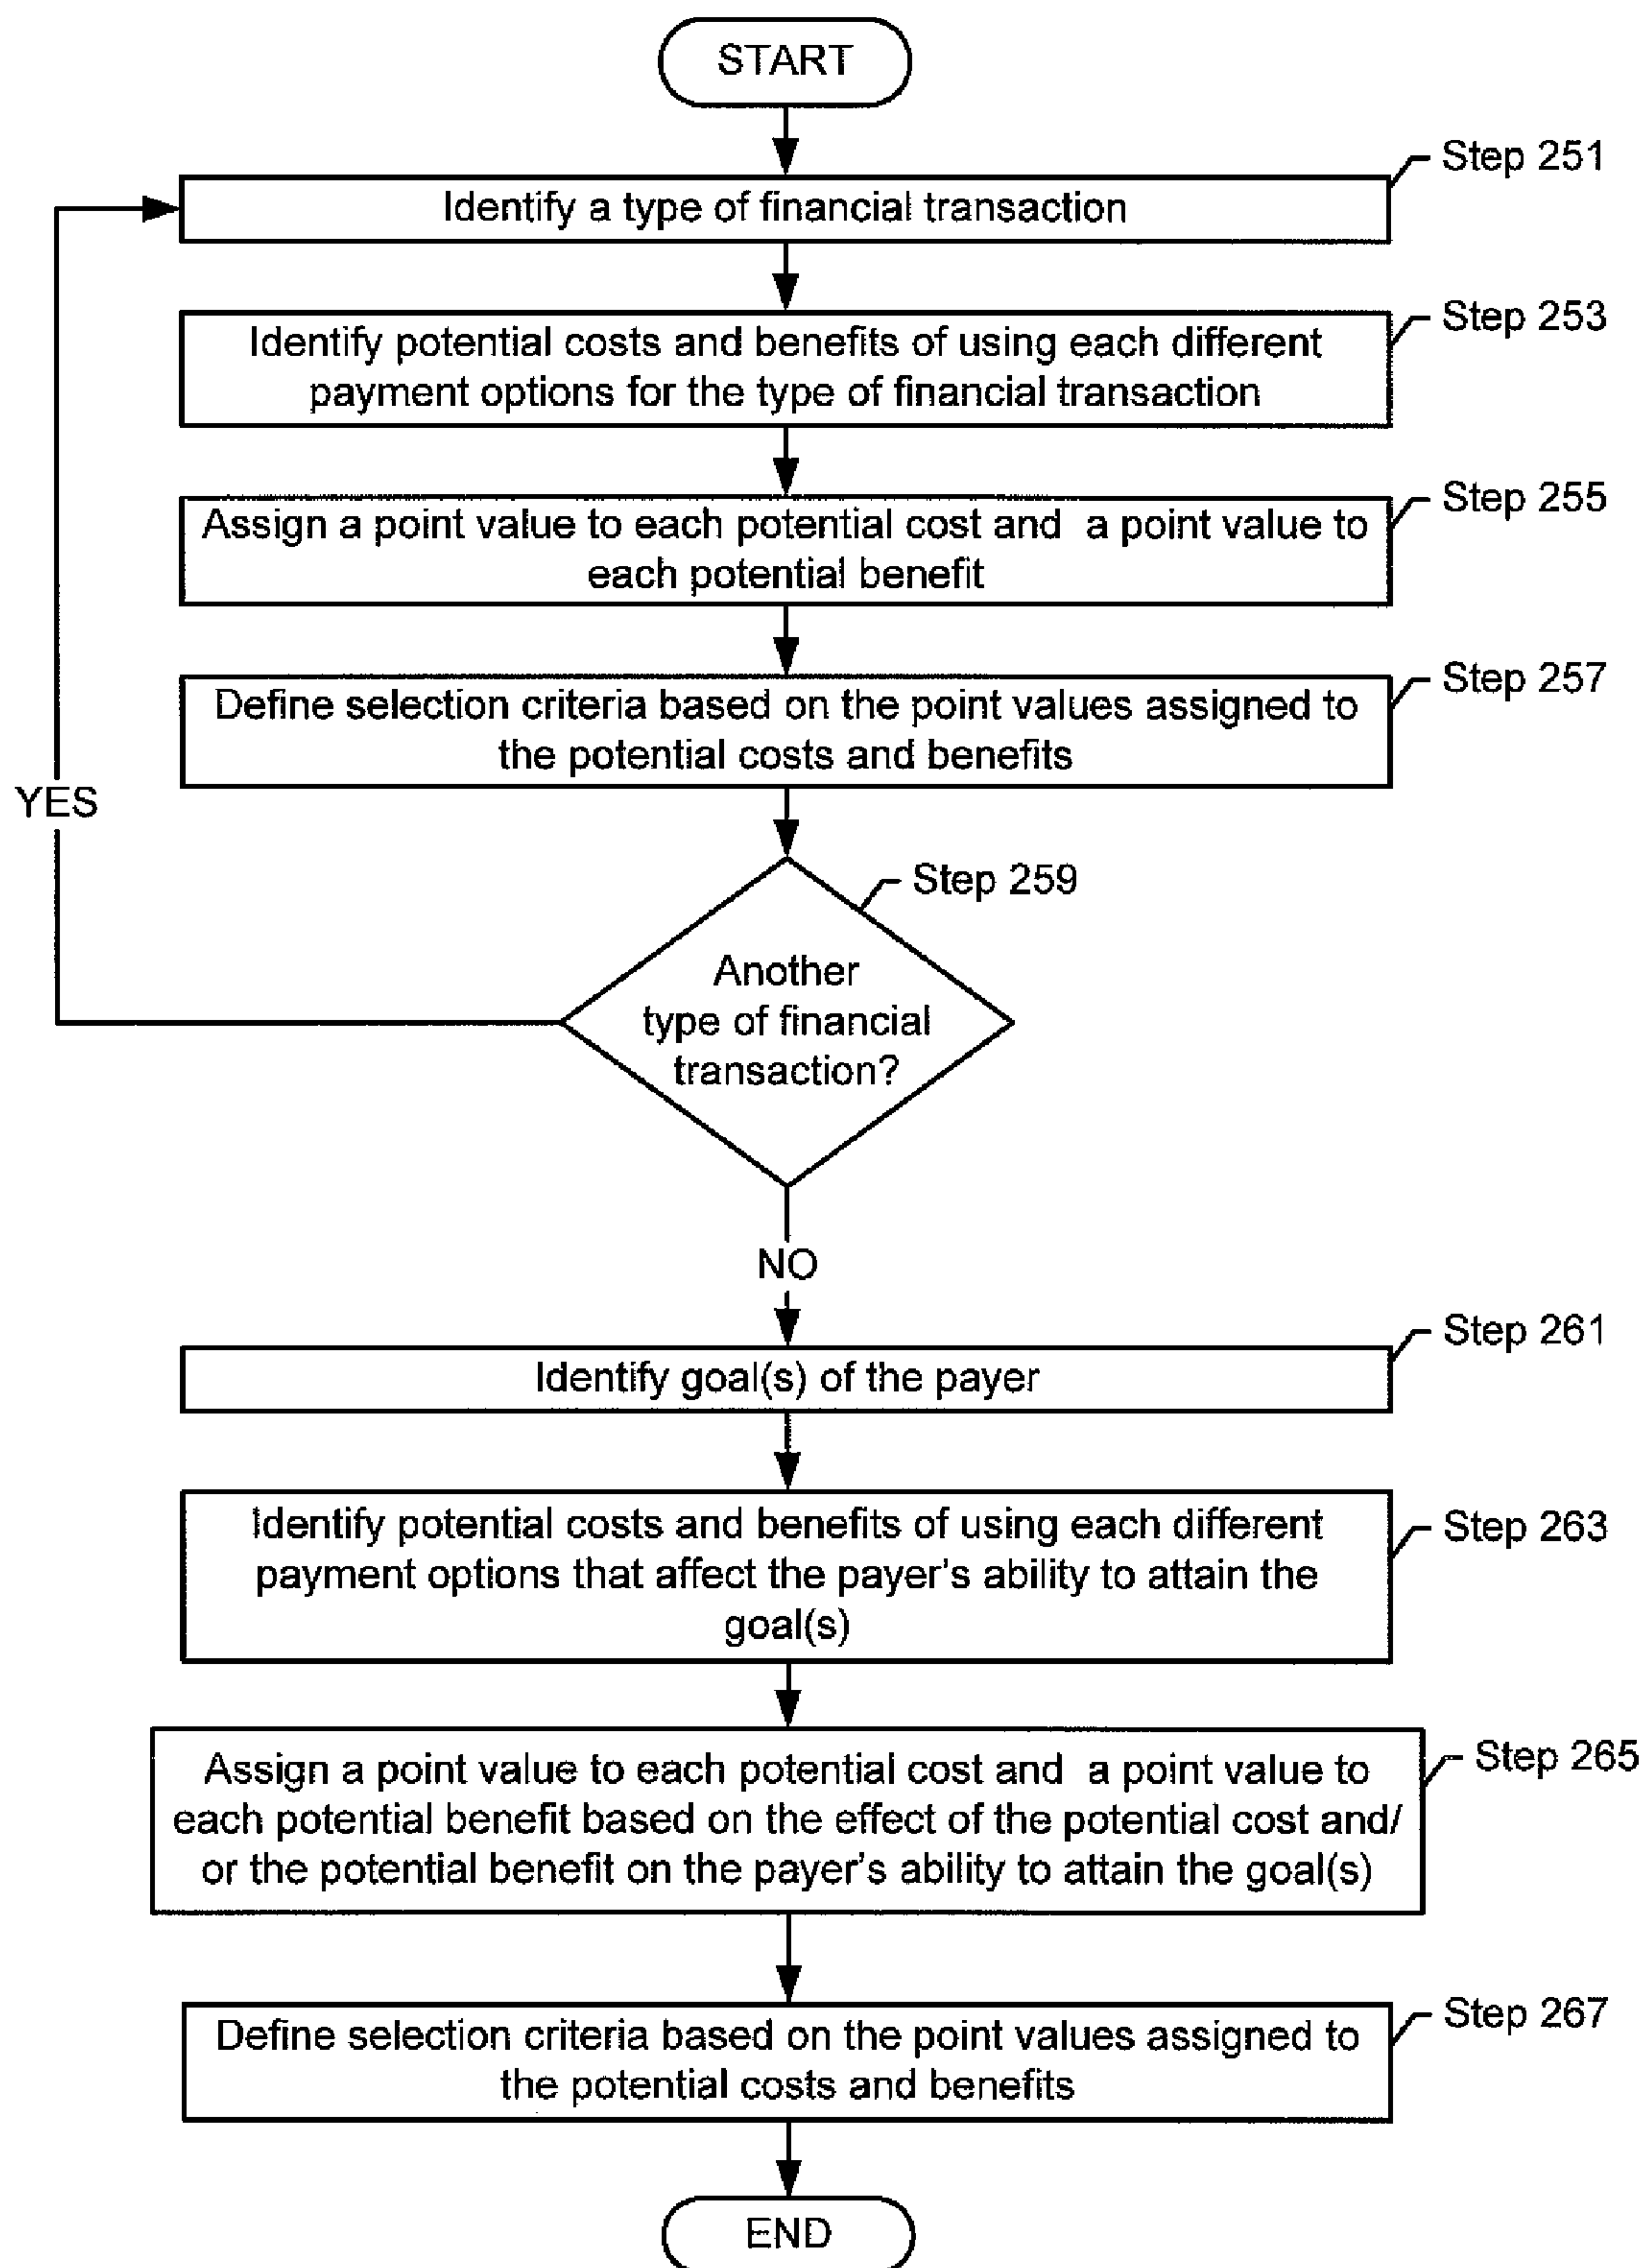 START
Step 251
Identify a type of financial transaction
Step 253
Identify potential costs and benefits of using each different
payment options for the type of financial transaction
Step 255
Assign a point value to each potential cost and a point value to
each potential benefit
Step 257
Define selection criteria based on the point values assigned to
the potential costs and benefits
YES
Step 259
Another
type of financial
transaction?
NO
Step 261
Identify goal(s) of the payer
Step 263
Identify potential costs and benefits of using each different
payment options that affect the payer's ability to attain the
goal(s)
Step 265
Assign a point value to each potential cost and a point value to
each potential benefit based on the effect of the potential cost and/
or the potential benefit on the payer's ability to attain the goal(s)
Step 267
Define selection criteria based on the point values assigned to
the potential costs and benefits
END